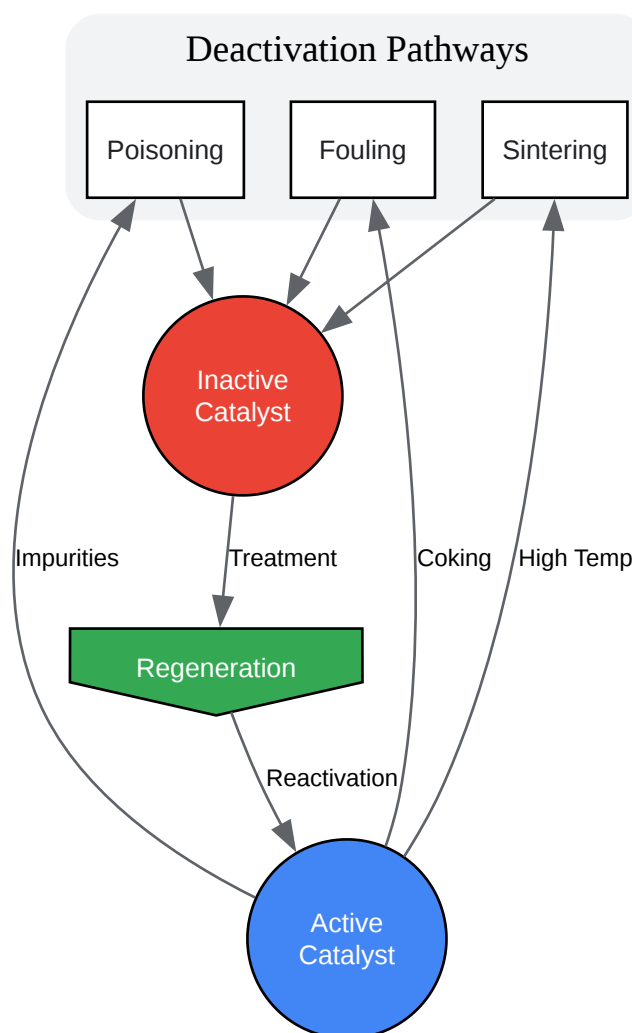 Deactivation Pathways
Poisoning
Fouling
Sintering
Inactive
Catalyst
Impurities
Treatment
Coking
High Temp
Regeneration
Reactivation
Active
Catalyst